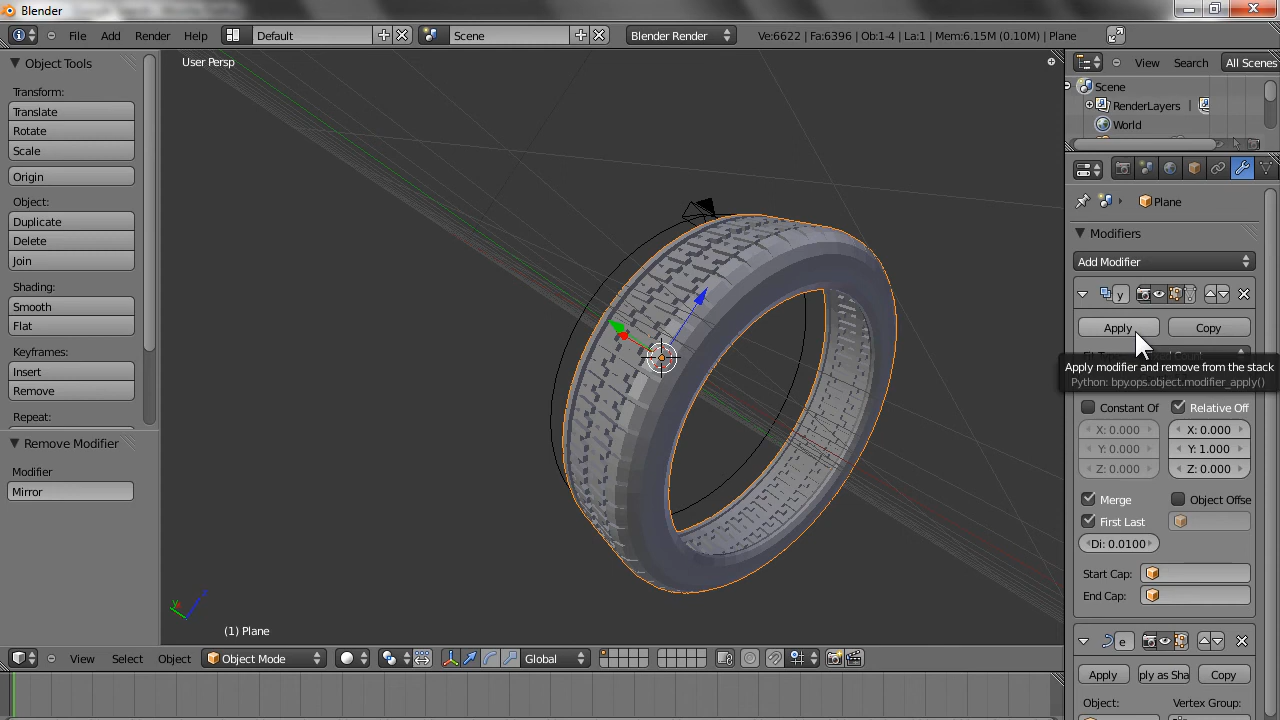 Blender
File Add Render Help Default Scene Blender Render Ve:6622 | Fa:6396 | Ob:1-4 | La:1 | Mem:6.15M (0.10M) | Plane
Object Tools
Transform:
Translate
Rotate
Scale
Origin
Object:
Duplicate
Delete
Join
Shading:
Smooth
Flat
Keyframes:
Insert
Remove
Repeat:
Remove Modifier
Modifier
Mirror
User Persp
(1) Plane
View Select Object Object Mode Global
View Search All Scenes
Scene
RenderLayers |
World
Plane
Modifiers
Add Modifier
y
Apply Copy
Apply modifier and remove from the stack
Python: bpy.ops.object.modifier_apply()
Constant Of Relative Off
X: 0.000 X: 0.000
Y: 0.000 Y: 1.000
Z: 0.000 Z: 0.000
Merge Object Offse
First Last
Di: 0.0100
Start Cap:
End Cap:
e
Apply ply as Sha Copy
Object: Vertex Group: